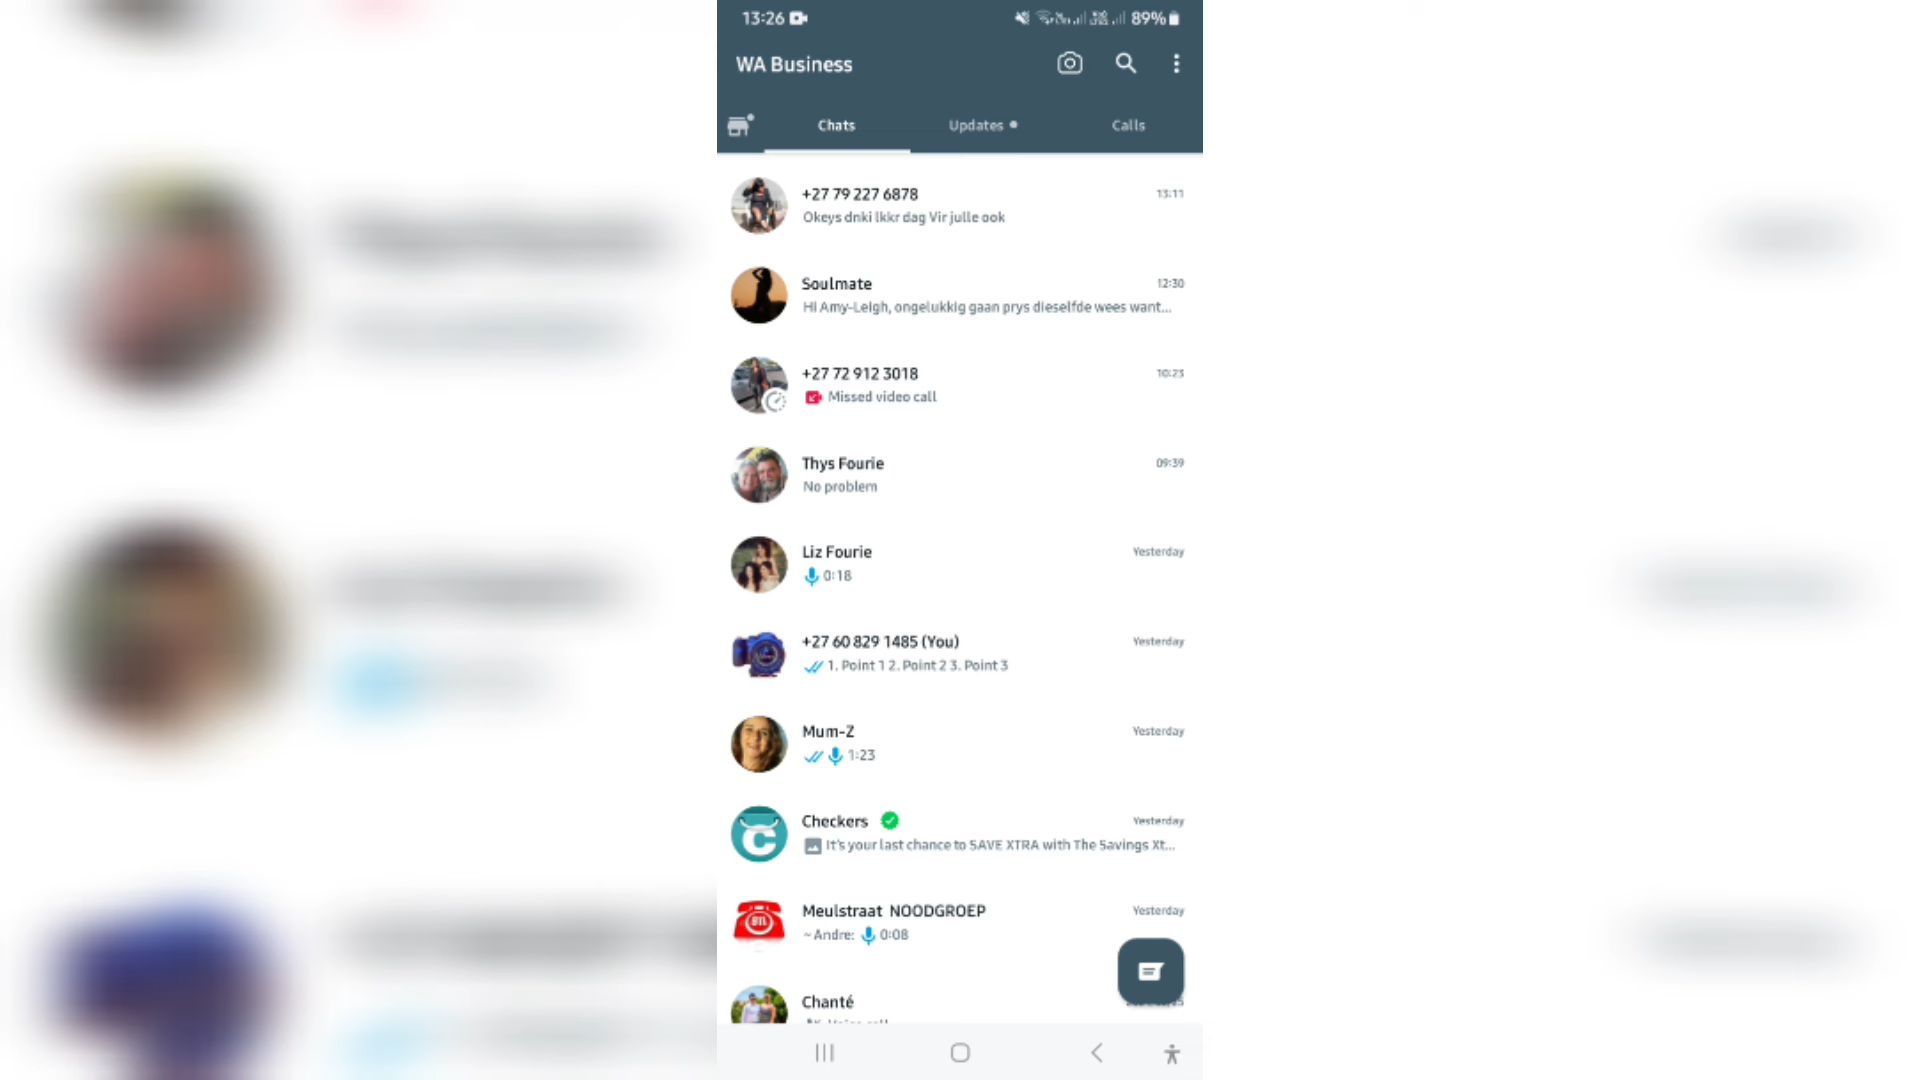 13:26 89%
WA Business
Chats Updates Calls
+27 79 227 6878 13:11
Okeys dnki lkkr dag Vir julle ook
Soulmate 12:30
Hi Amy-Leigh, ongelukkig gaan prys dieselfde wees want...
+27 72 912 3018 10:23
Missed video call
Thys Fourie 09:39
No problem
Liz Fourie Yesterday
0:18
+27 60 829 1485 (You) Yesterday
1. Point 1 2. Point 2 3. Point 3
Mum-Z Yesterday
1:23
Checkers Yesterday
It's your last chance to SAVE XTRA with The Savings Xt...
Meulstraat NOODGROEP Yesterday
~ Andre: 0:08
Chanté